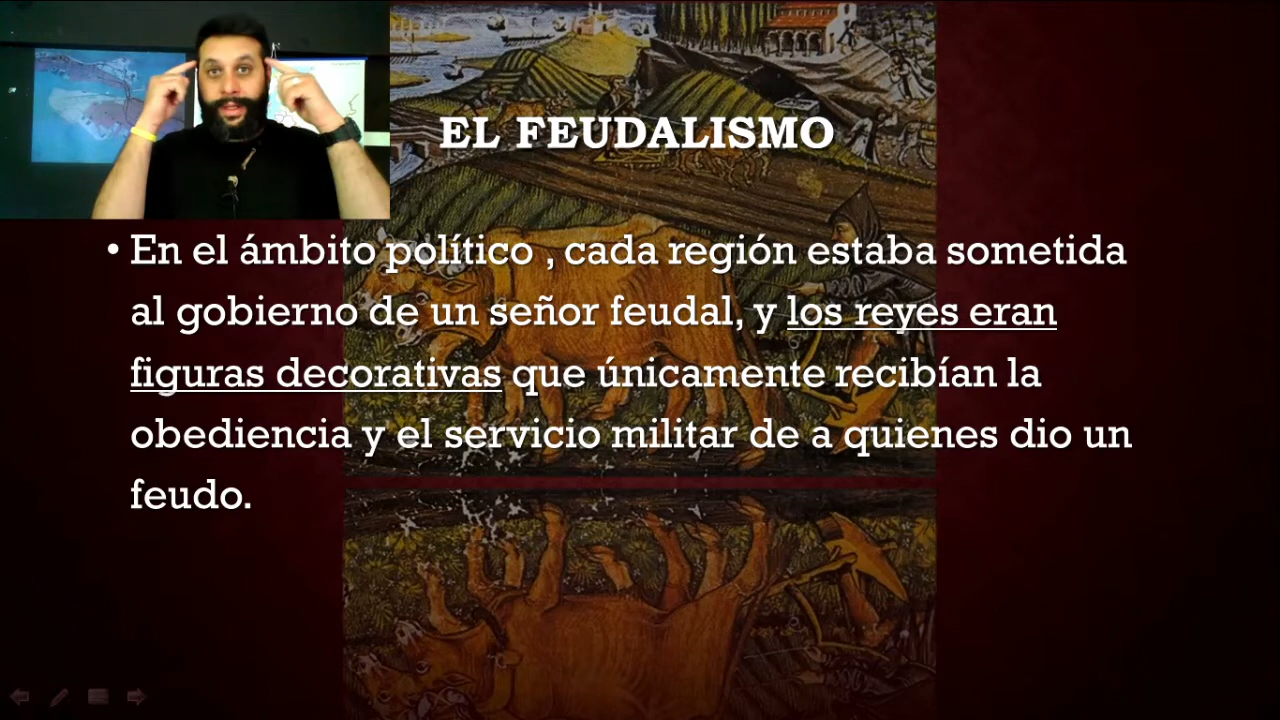 EL FEUDALISMO
• En el ámbito político , cada región estaba sometida
al gobierno de un señor feudal, y los reyes eran
figuras decorativas que únicamente recibían la
obediencia y el servicio militar de a quienes dio un
feudo.